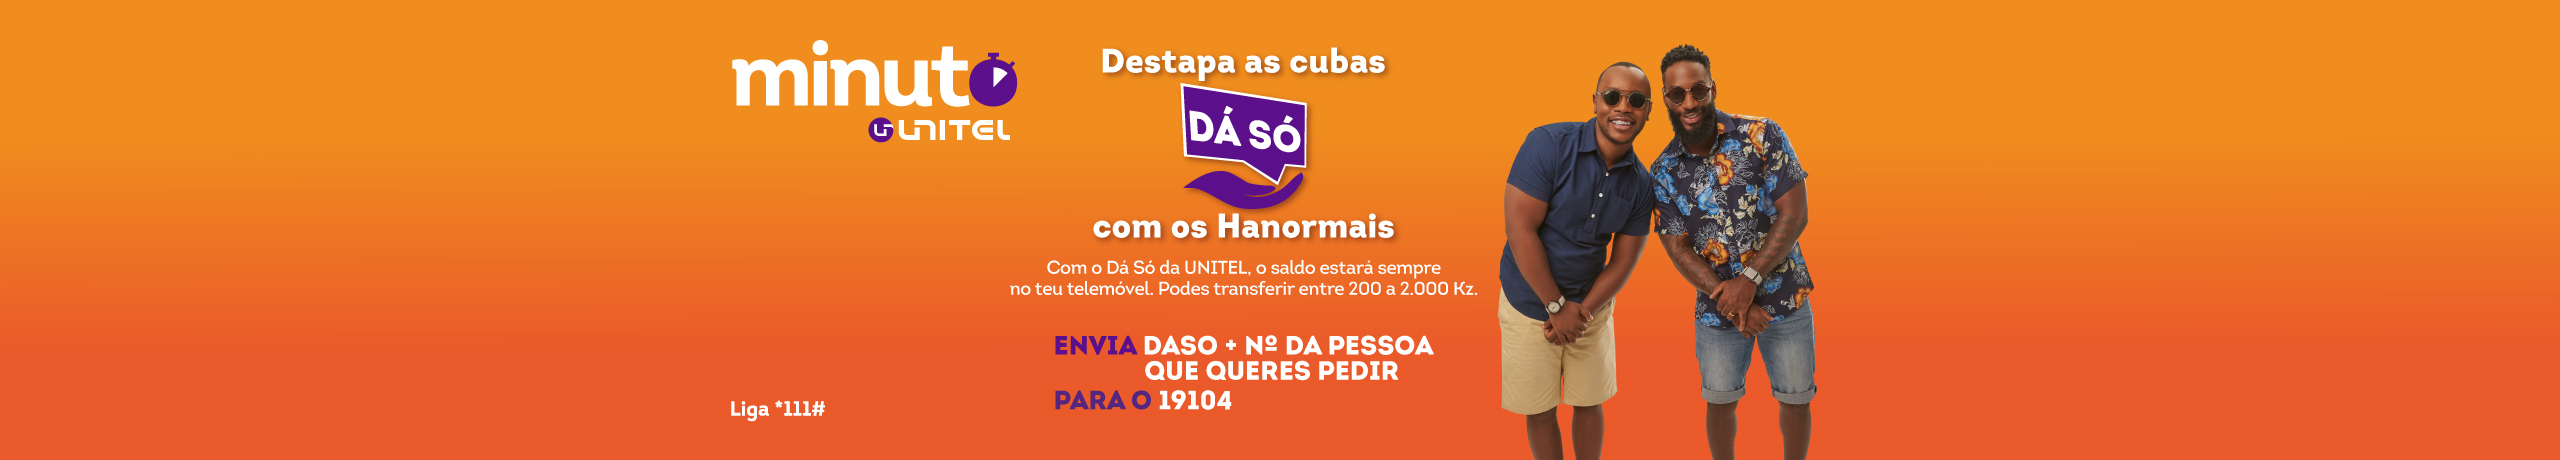 minuto
UNITEL
Destapa as cubas
DÁ SÓ
com os Hanormais
Com o Dá Só da UNITEL, o saldo estará sempre
no teu telemóvel. Podes transferir entre 200 a 2.000 Kz.
ENVIA DASO + Nº DA PESSOA
QUE QUERES PEDIR
PARA O 19104
Liga *111#